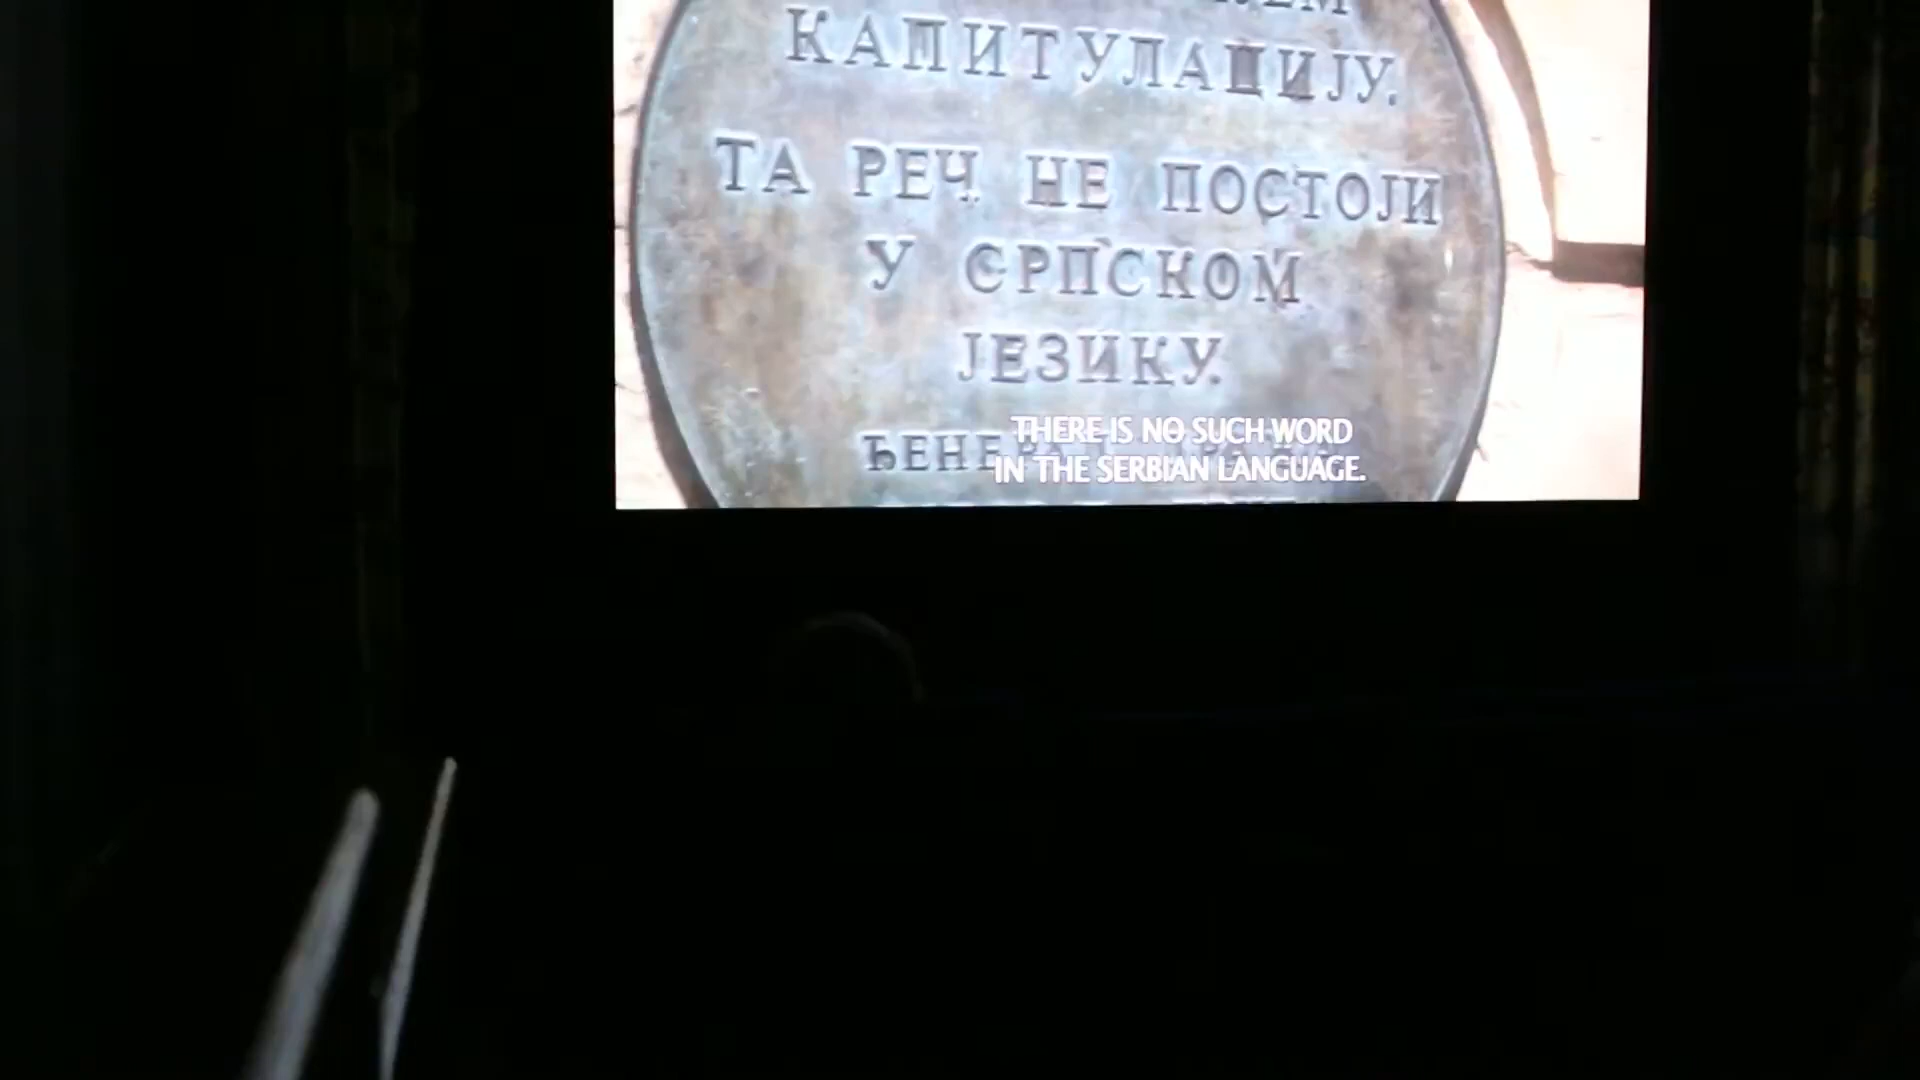 КАПИТУЛАЦИЈУ.
ТА РЕЧ НЕ ПОСТОЈИ
У СРПСКОМ
ЈЕЗИКУ.
THERE IS NO SUCH WORD
IN THE SERBIAN LANGUAGE.